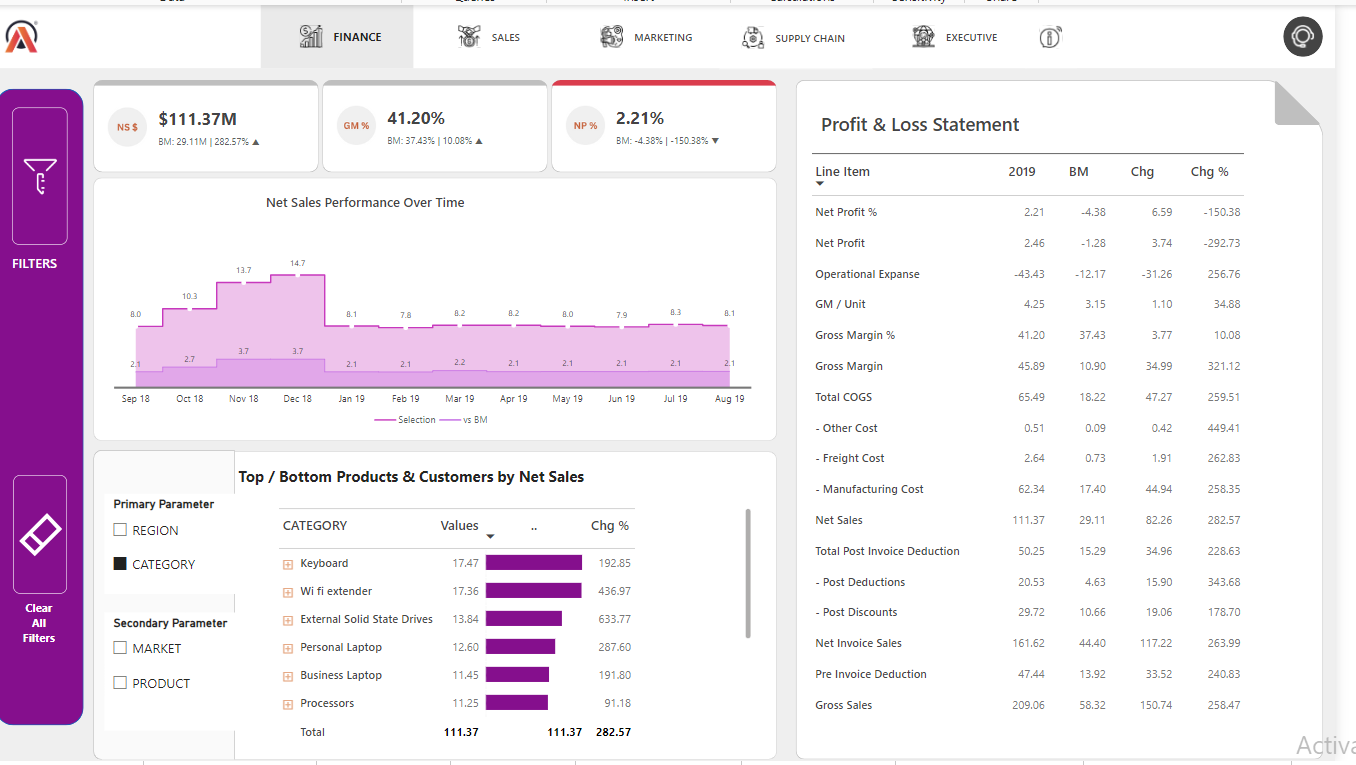 FINANCE
SALES
MARKETING
SUPPLY CHAIN
EXECUTIVE
FILTERS
Clear
All
Filters
NS $
$111.37M
BM: 29.11M | 282.57% ▲
GM %
41.20%
BM: 37.43% | 10.08% ▲
NP %
2.21%
BM: -4.38% | -150.38% ▼
Net Sales Performance Over Time
8.0 10.3 13.7 14.7 8.1 7.8 8.2 8.2 8.0 7.9 8.3 8.1
2.1 2.7 3.7 3.7 2.1 2.1 2.2 2.1 2.1 2.1 2.1 2.1
Sep 18 Oct 18 Nov 18 Dec 18 Jan 19 Feb 19 Mar 19 Apr 19 May 19 Jun 19 Jul 19 Aug 19
Selection vs BM
Top / Bottom Products & Customers by Net Sales
Primary Parameter
REGION
CATEGORY
Secondary Parameter
MARKET
PRODUCT
CATEGORY Values .. Chg %
Keyboard 17.47 192.85
Wi fi extender 17.36 436.97
External Solid State Drives 13.84 633.77
Personal Laptop 12.60 287.60
Business Laptop 11.45 191.80
Processors 11.25 91.18
Total 111.37 111.37 282.57
Profit & Loss Statement
Line Item 2019 BM Chg Chg %
Net Profit % 2.21 -4.38 6.59 -150.38
Net Profit 2.46 -1.28 3.74 -292.73
Operational Expanse -43.43 -12.17 -31.26 256.76
GM / Unit 4.25 3.15 1.10 34.88
Gross Margin % 41.20 37.43 3.77 10.08
Gross Margin 45.89 10.90 34.99 321.12
Total COGS 65.49 18.22 47.27 259.51
- Other Cost 0.51 0.09 0.42 449.41
- Freight Cost 2.64 0.73 1.91 262.83
- Manufacturing Cost 62.34 17.40 44.94 258.35
Net Sales 111.37 29.11 82.26 282.57
Total Post Invoice Deduction 50.25 15.29 34.96 228.63
- Post Deductions 20.53 4.63 15.90 343.68
- Post Discounts 29.72 10.66 19.06 178.70
Net Invoice Sales 161.62 44.40 117.22 263.99
Pre Invoice Deduction 47.44 13.92 33.52 240.83
Gross Sales 209.06 58.32 150.74 258.47